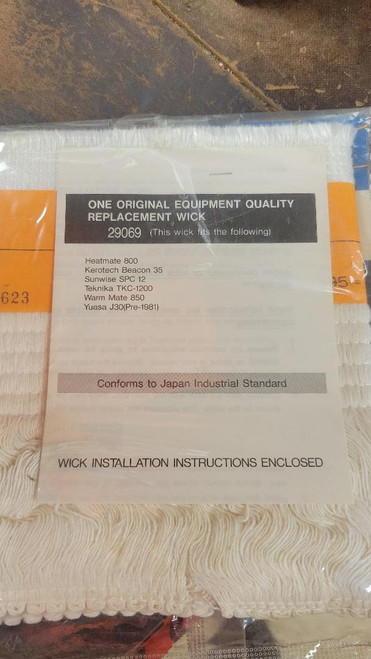 ONE ORIGINAL EQUIPMENT QUALITY
REPLACEMENT WICK
29069 (This wick fits the following)
Heatmate 800
Kerotech Beacon 35
Sunwise SPC 12
Teknika TKC-1200
Warm Mate 850
Yuasa J30(Pre-1981)
623
95
Conforms to Japan Industrial Standard
WICK INSTALLATION INSTRUCTIONS ENCLOSED